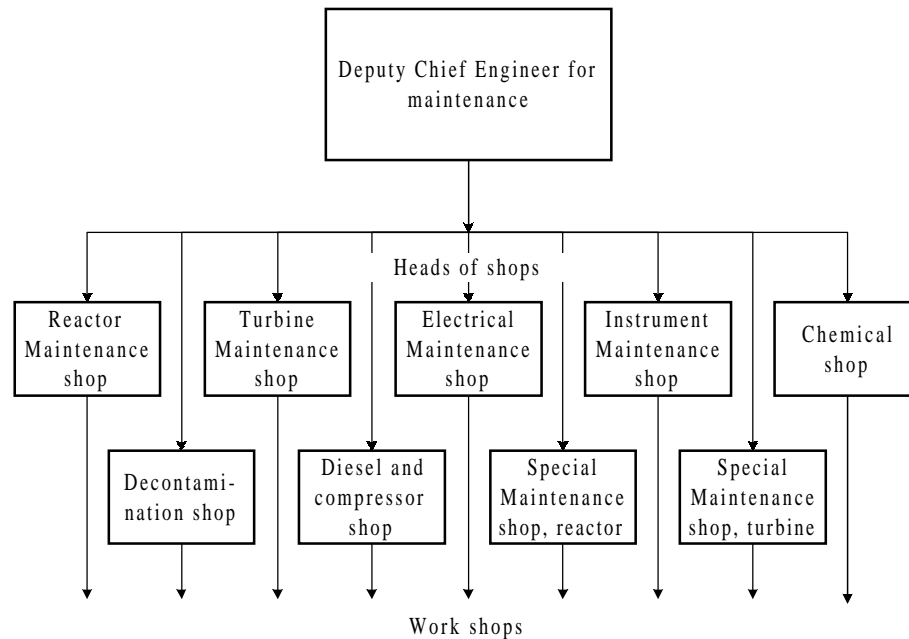 Deputy Chief Engineer for
maintenance
Heads of shops
Reactor
Maintenance
shop
Turbine
Maintenance
shop
Electrical
Maintenance
shop
Instrument
Maintenance
shop
Chemical
shop
Decontami-
nation shop
Diesel and
compressor
shop
Special
Maintenance
shop, reactor
Special
Maintenance
shop, turbine
Work shops